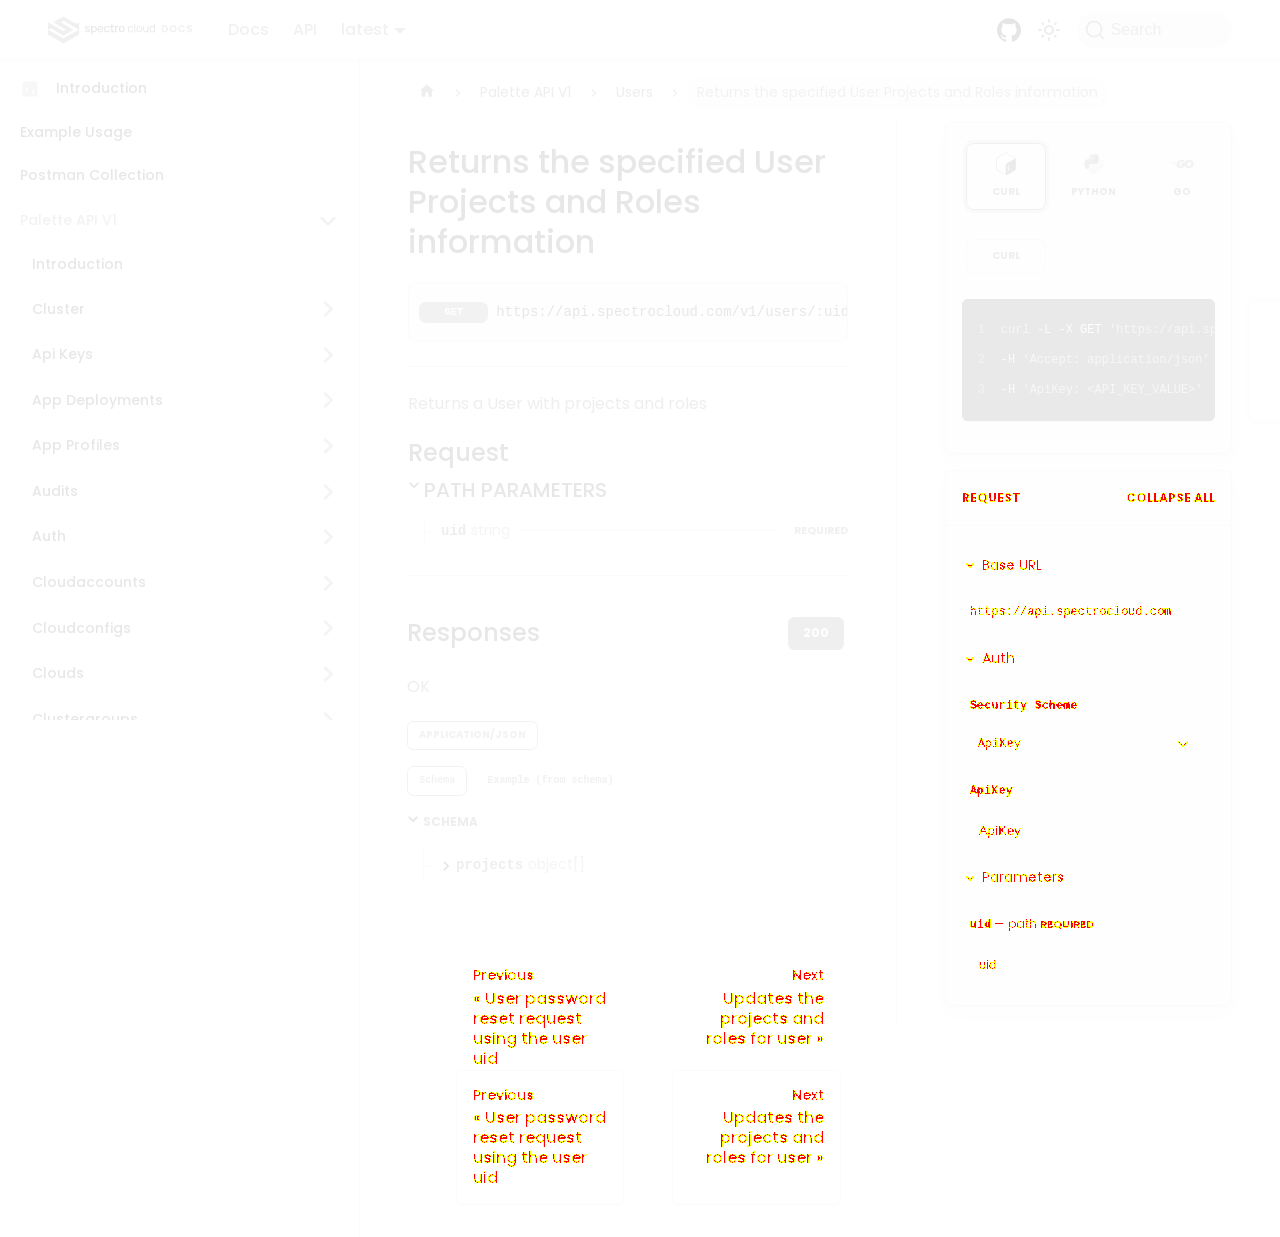 spectro cloud DOCS
Docs
API
latest
Search
Introduction
Example Usage
Postman Collection
Palette API V1
Introduction
Cluster
Api Keys
App Deployments
App Profiles
Audits
Auth
Cloudaccounts
Cloudconfigs
Clouds
Clustergroups
Palette API V1
Users
Returns the specified User Projects and Roles information
Returns the specified User
Projects and Roles
information
GET https://api.spectrocloud.com/v1/users/:uid
Returns a User with projects and roles
Request
PATH PARAMETERS
uid string REQUIRED
Responses
200
OK
APPLICATION/JSON
Schema
Example (from schema)
SCHEMA
projects object[]
Previous
« User password
reset request
using the user
uid
Next
Updates the
projects and
roles for user »
Previous
« User password
reset request
using the user
uid
Next
Updates the
projects and
roles for user »
CURL
PYTHON
GO
CURL
1 curl -L -X GET 'https://api.sp
2 -H 'Accept: application/json'
3 -H 'ApiKey: <API_KEY_VALUE>'
REQUEST
COLLAPSE ALL
Base URL
https://api.spectrocloud.com
Auth
Security Scheme
ApiKey
ApiKey
ApiKey
Parameters
uid — path REQUIRED
uid